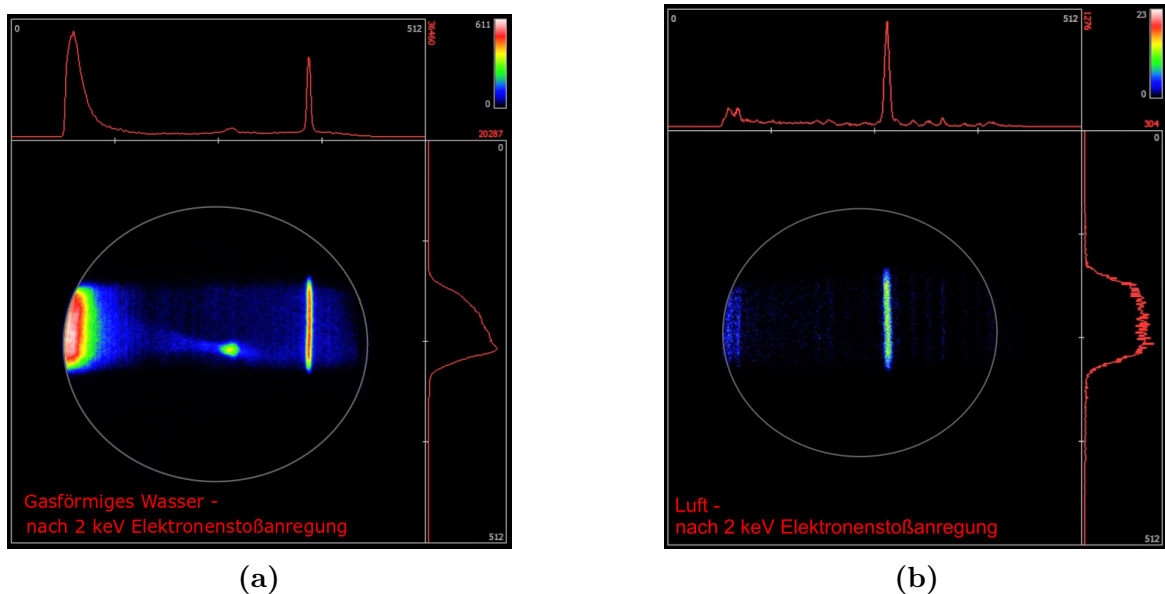 0
512
611
0
36460
20287
0
512
Gasförmiges Wasser -
nach 2 keV Elektronenstoßanregung
(a)
0
512
23
0
1276
304
0
512
Luft -
nach 2 keV Elektronenstoßanregung
(b)